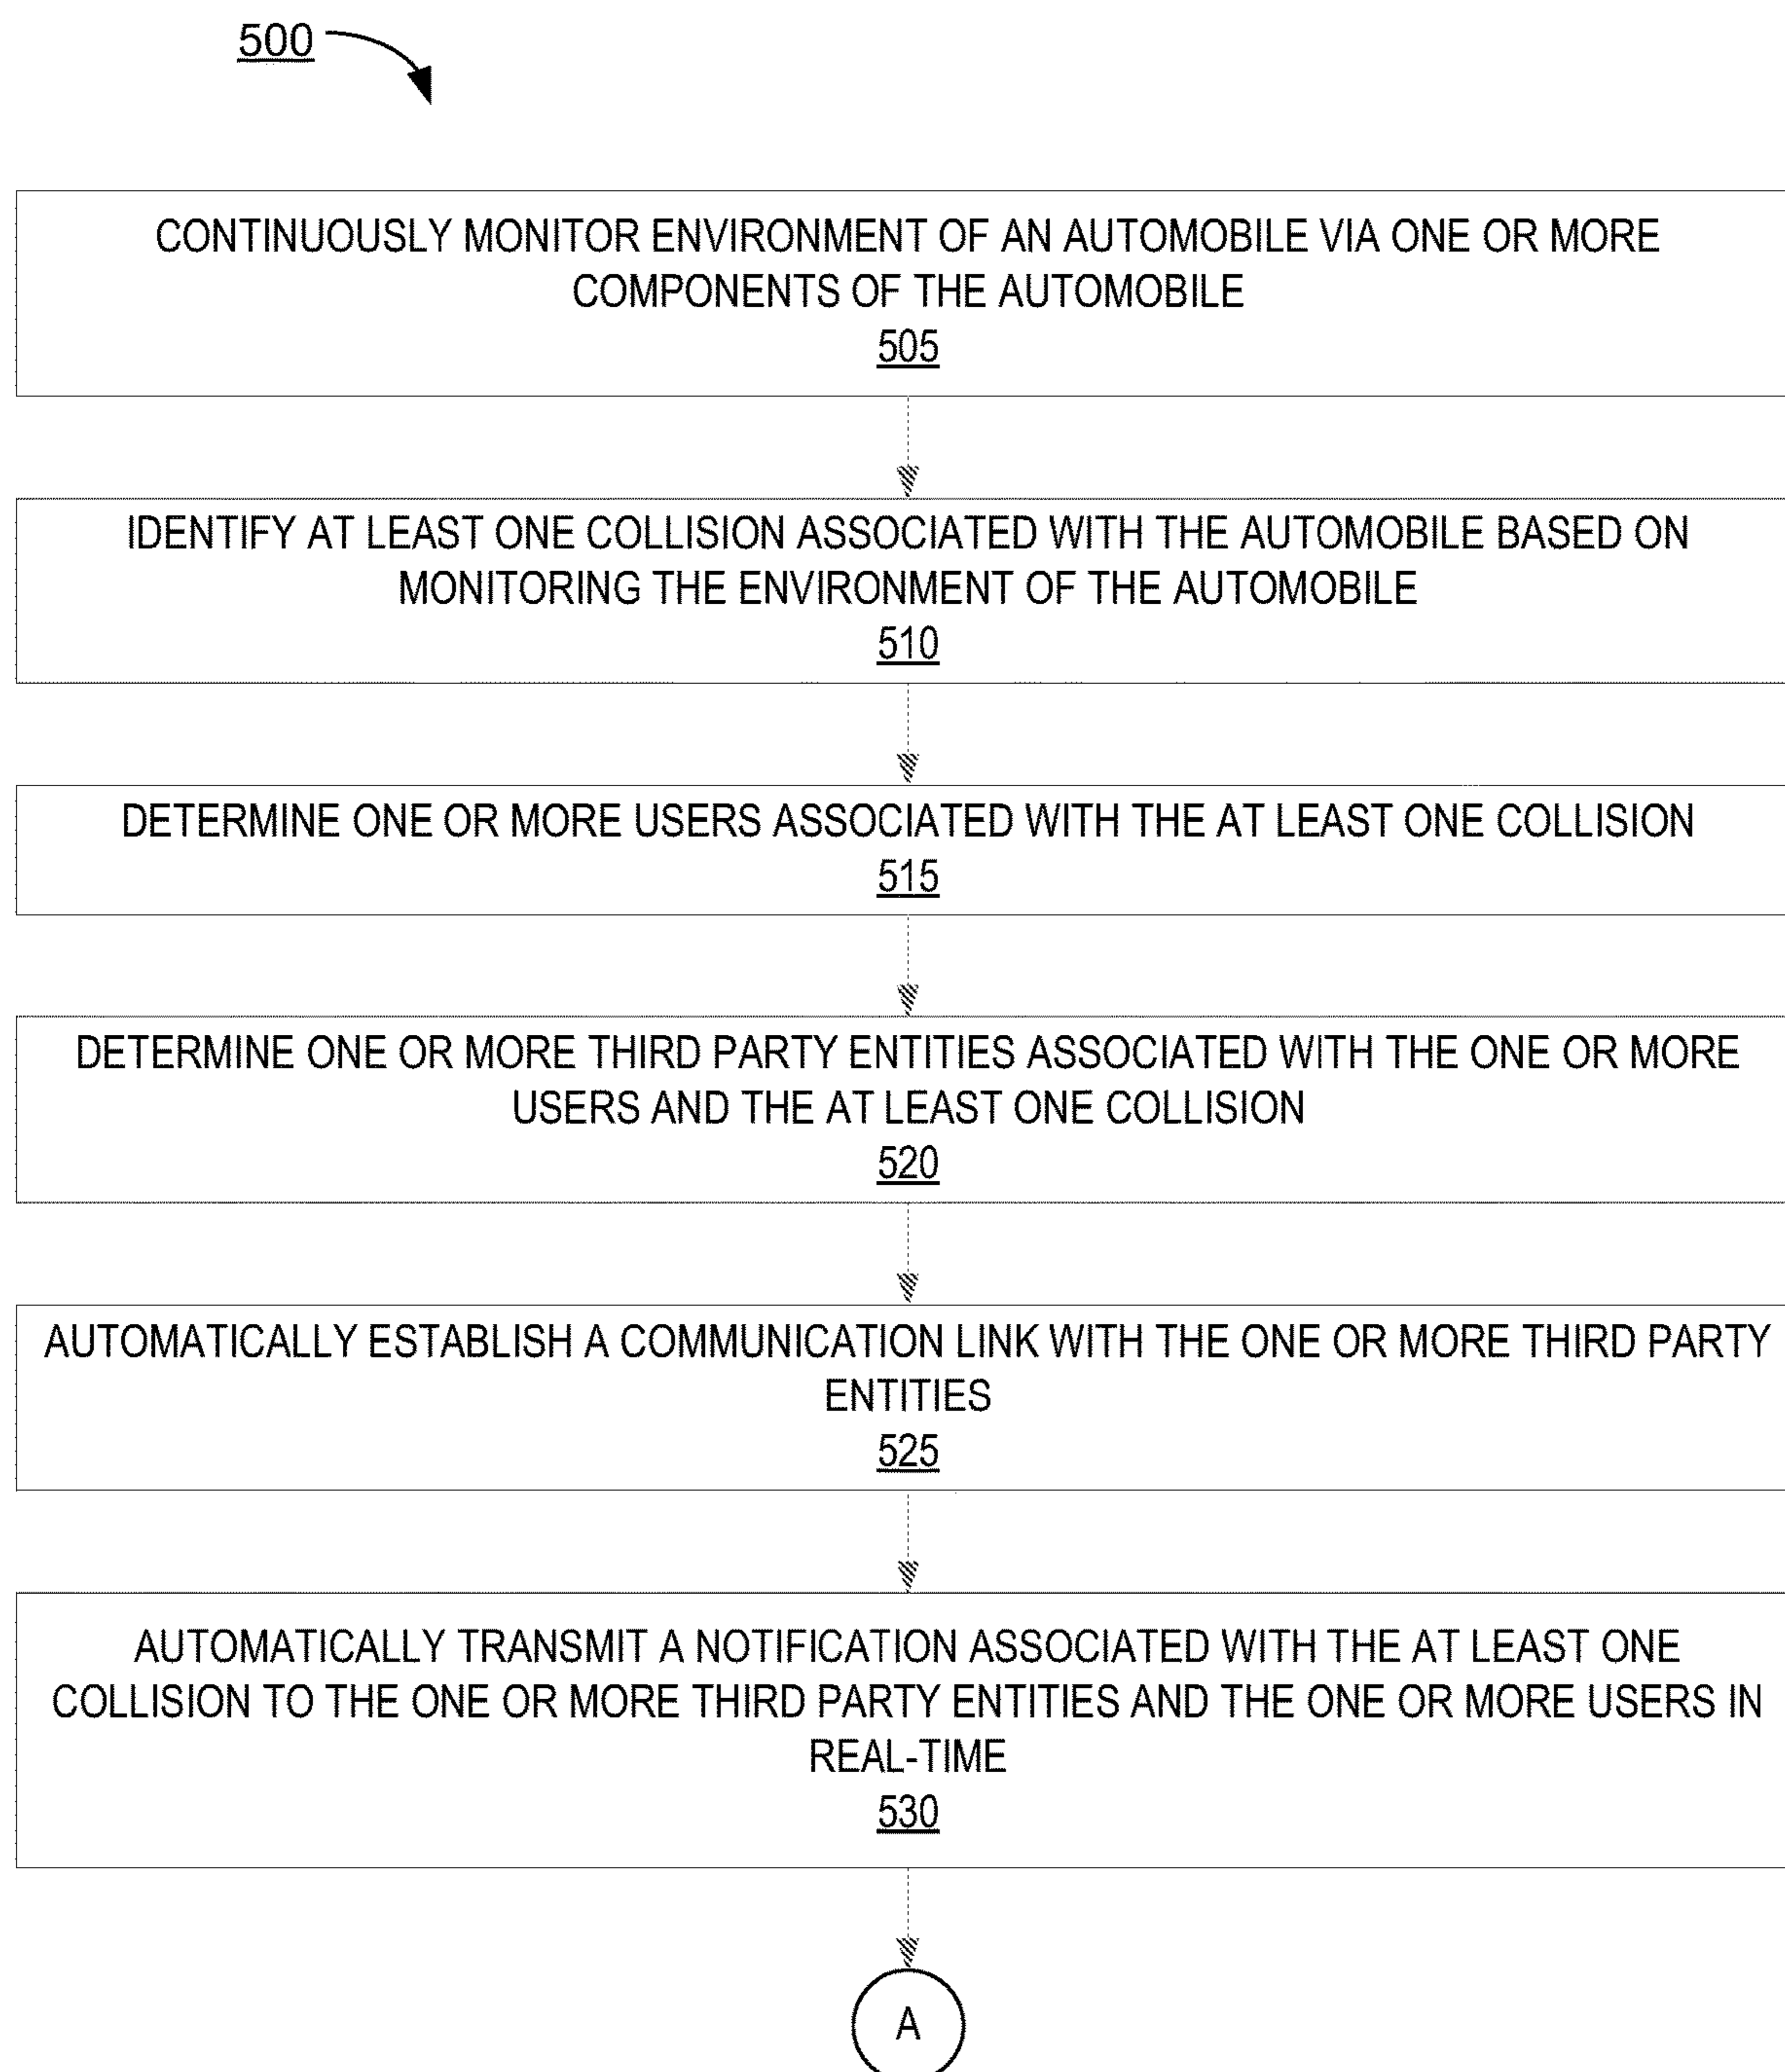 500
CONTINUOUSLY MONITOR ENVIRONMENT OF AN AUTOMOBILE VIA ONE OR MORE
COMPONENTS OF THE AUTOMOBILE
505
IDENTIFY AT LEAST ONE COLLISION ASSOCIATED WITH THE AUTOMOBILE BASED ON
MONITORING THE ENVIRONMENT OF THE AUTOMOBILE
510
DETERMINE ONE OR MORE USERS ASSOCIATED WITH THE AT LEAST ONE COLLISION
515
DETERMINE ONE OR MORE THIRD PARTY ENTITIES ASSOCIATED WITH THE ONE OR MORE
USERS AND THE AT LEAST ONE COLLISION
520
AUTOMATICALLY ESTABLISH A COMMUNICATION LINK WITH THE ONE OR MORE THIRD PARTY
ENTITIES
525
AUTOMATICALLY TRANSMIT A NOTIFICATION ASSOCIATED WITH THE AT LEAST ONE
COLLISION TO THE ONE OR MORE THIRD PARTY ENTITIES AND THE ONE OR MORE USERS IN
REAL-TIME
530
A